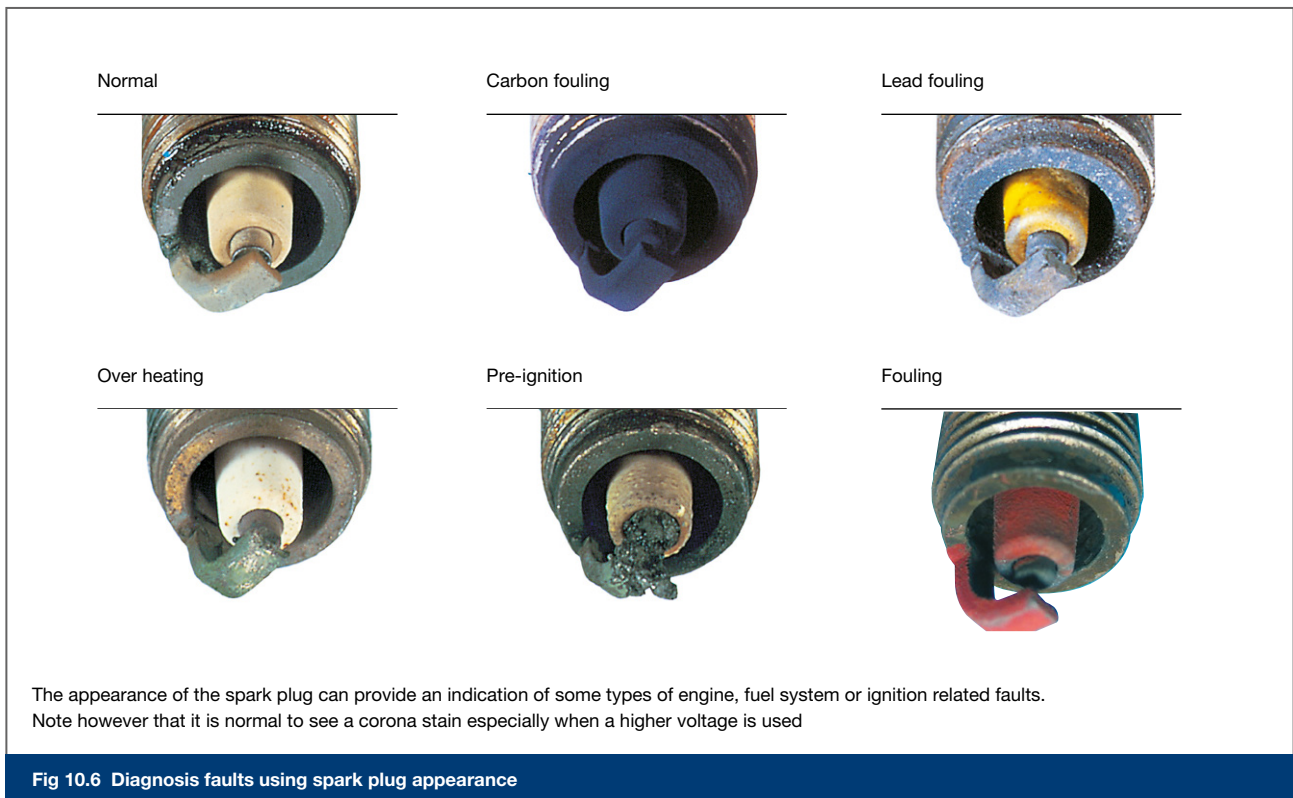 Normal
Carbon fouling
Lead fouling
Over heating
Pre-ignition
Fouling
The appearance of the spark plug can provide an indication of some types of engine, fuel system or ignition related faults.
Note however that it is normal to see a corona stain especially when a higher voltage is used
Fig 10.6 Diagnosis faults using spark plug appearance